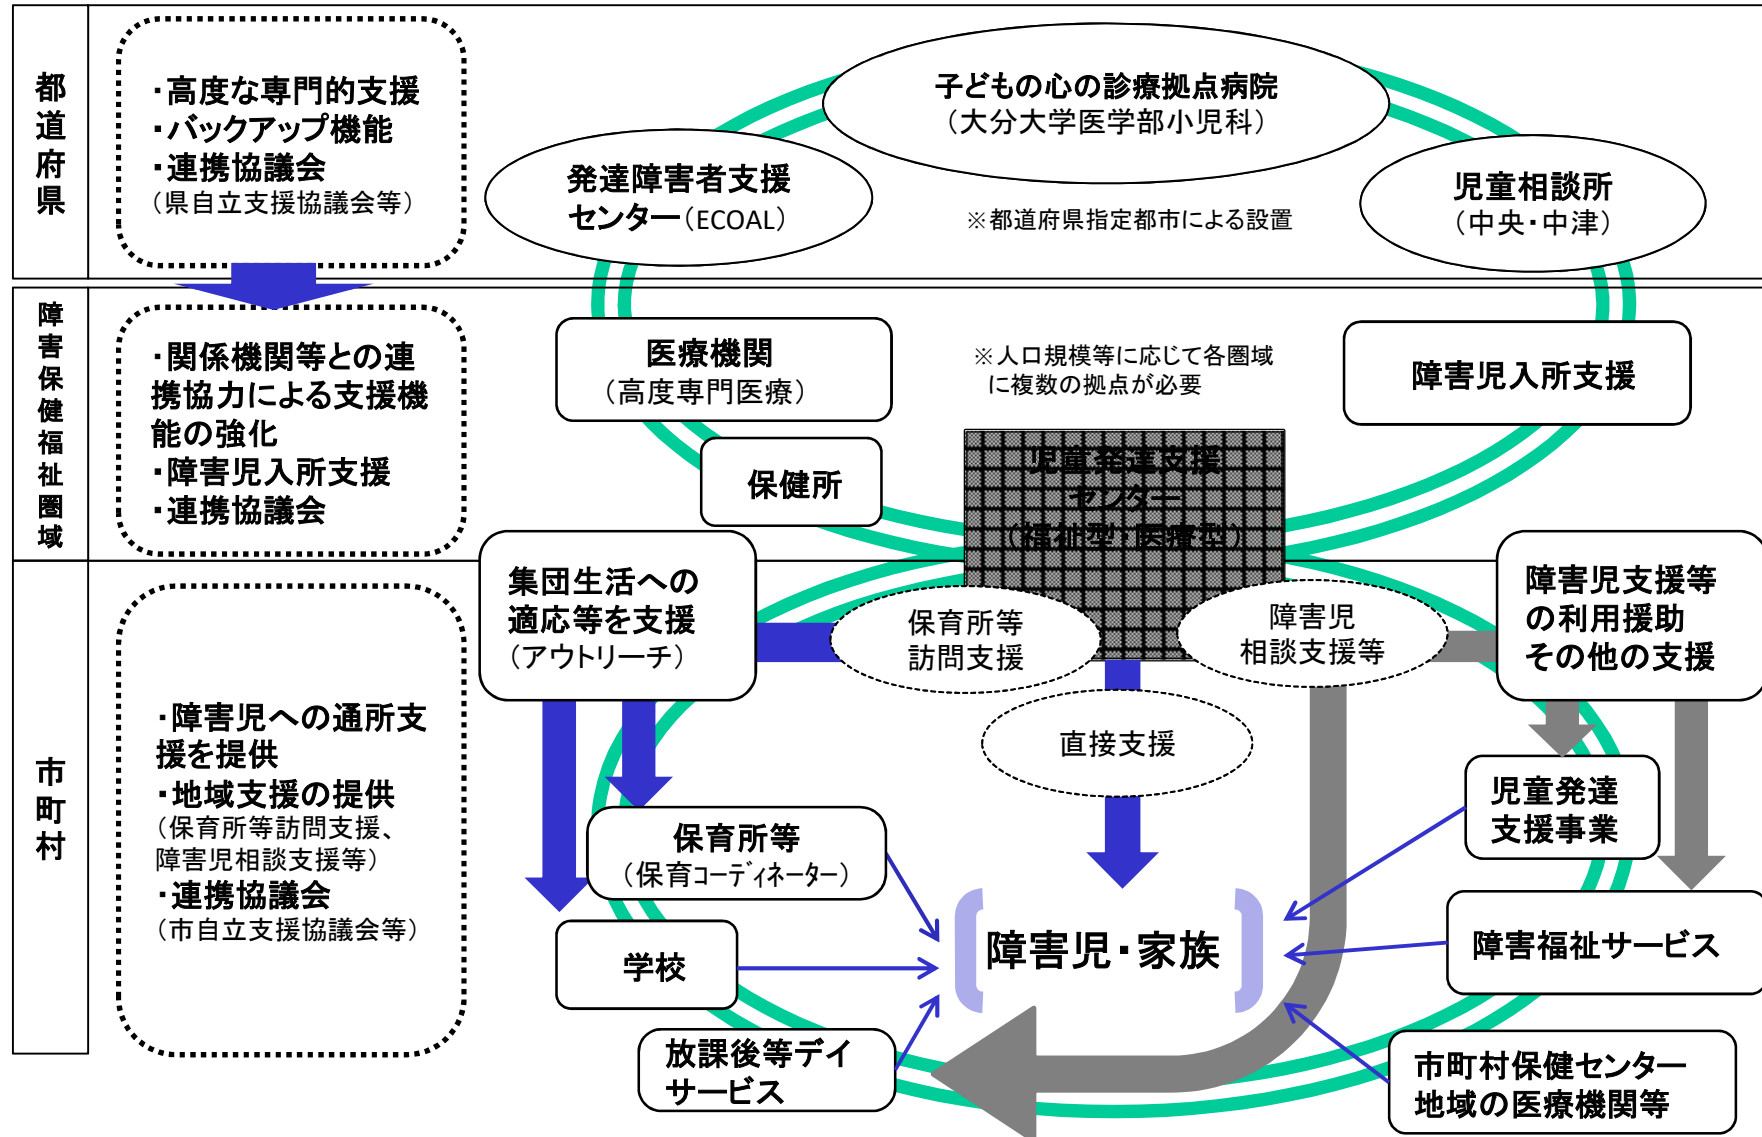 都道府県
・高度な専門的支援
・バックアップ機能
・連携協議会
（県自立支援協議会等）
子どもの心の診療拠点病院
（大分大学医学部小児科）
発達障害者支援
センター（ECOAL）
児童相談所
（中央・中津）
※都道府県指定都市による設置
障害保健福祉圏域
・関係機関等との連
携協力による支援機
能の強化
・障害児入所支援
・連携協議会
医療機関
（高度専門医療）
※人口規模等に応じて各圏域
に複数の拠点が必要
障害児入所支援
保健所
児童発達支援
センター
（福祉型・医療型）
市町村
・障害児への通所支
援を提供
・地域支援の提供
（保育所等訪問支援、
障害児相談支援等）
・連携協議会
（市自立支援協議会等）
集団生活への
適応等を支援
（アウトリーチ）
保育所等
訪問支援
障害児
相談支援等
障害児支援等
の利用援助
その他の支援
直接支援
保育所等
（保育コーディネーター）
児童発達
支援事業
学校
障害児・家族
障害福祉サービス
放課後等デイ
サービス
市町村保健センター
地域の医療機関等